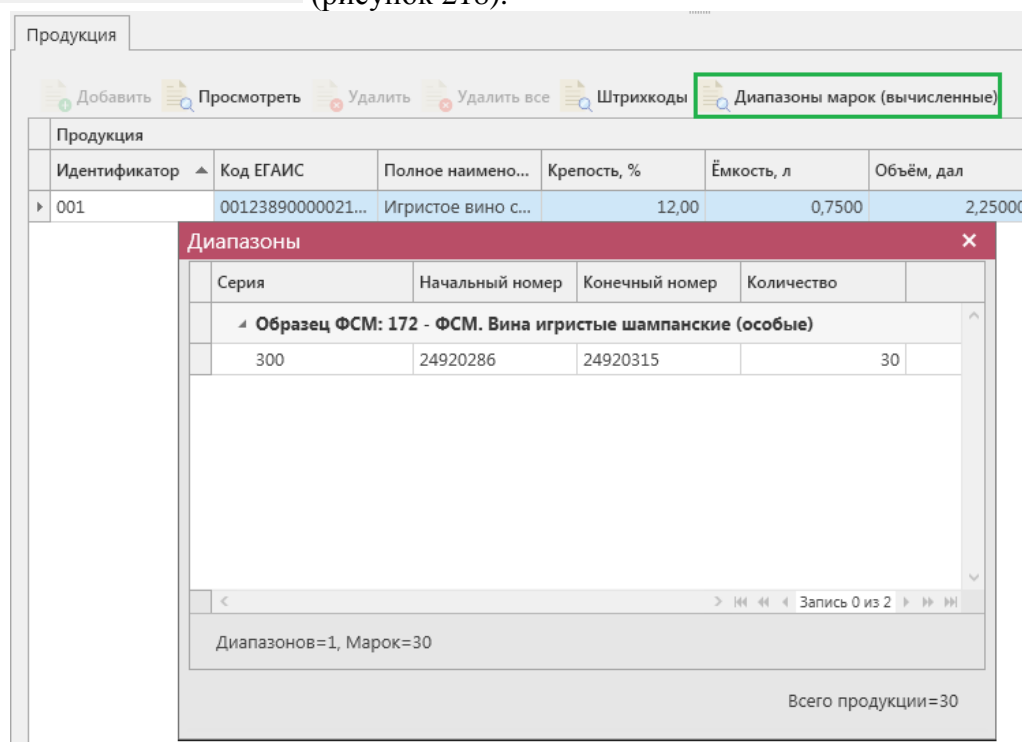 (рисунок 218).
Продукция
Добавить Просмотреть Удалить Удалить все Штрихкоды Диапазоны марок (вычисленные)
Продукция
Идентификатор Код ЕГАИС Полное наимено... Крепость, % Ёмкость, л Объём, дал
001 00123890000021... Игристое вино с... 12,00 0,7500 2,25000
Диапазоны
Серия Начальный номер Конечный номер Количество
Образец ФСМ: 172 - ФСМ. Вина игристые шампанские (особые)
300 24920286 24920315 30
Запись 0 из 2
Диапазонов=1, Марок=30
Всего продукции=30